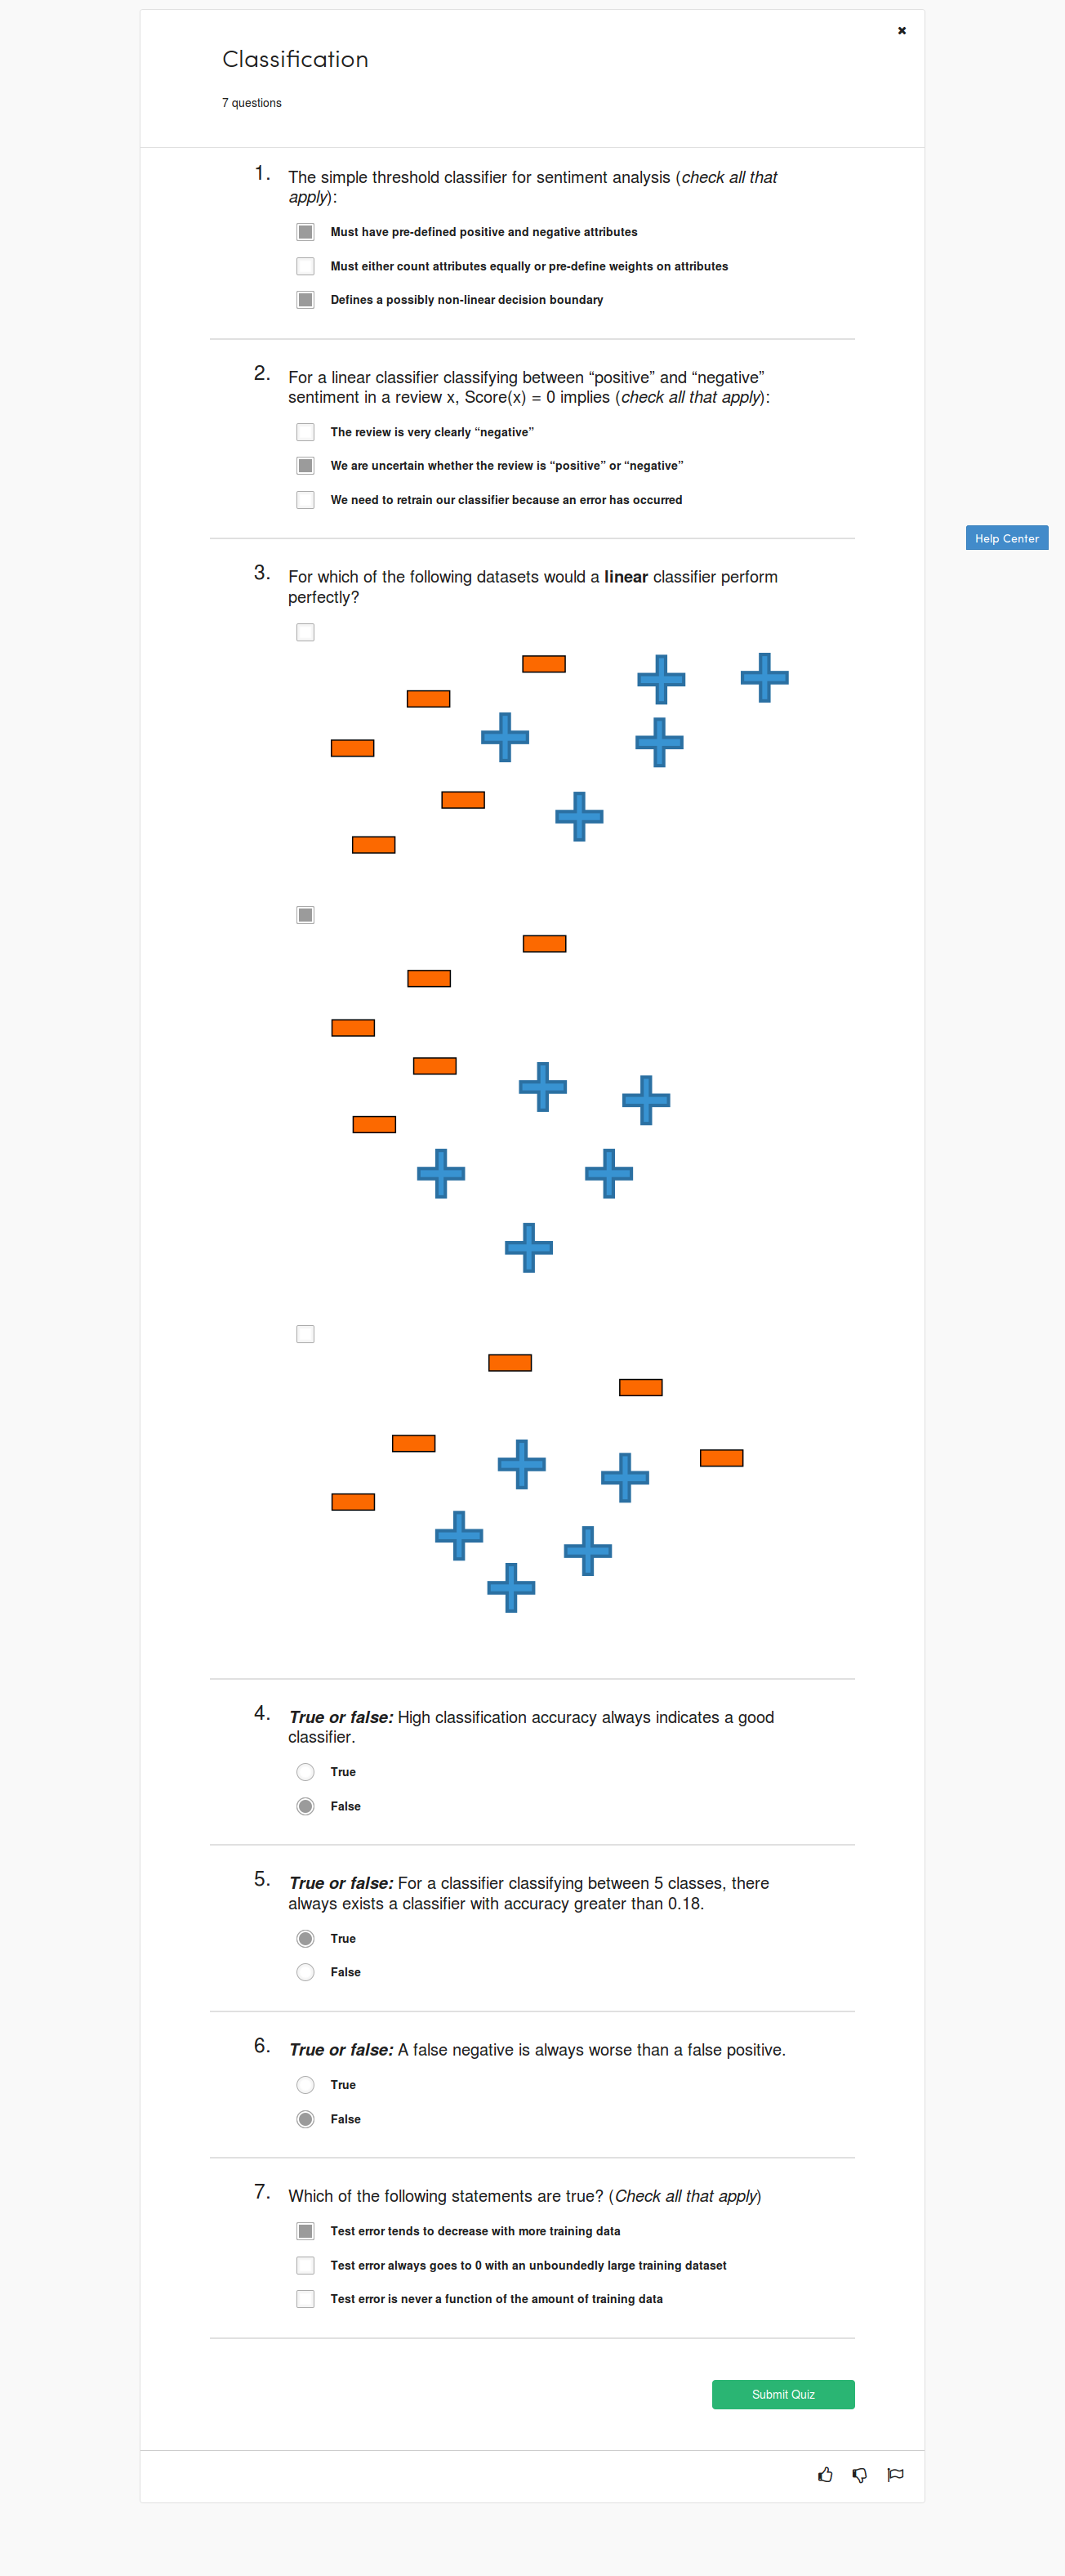 Classification
7 questions
1.
The simple threshold classifier for sentiment analysis (check all that
apply):
Must have pre-defined positive and negative attributes
Must either count attributes equally or pre-define weights on attributes
Defines a possibly non-linear decision boundary
2.
For a linear classifier classifying between “positive” and “negative”
sentiment in a review x, Score(x) = 0 implies (check all that apply):
The review is very clearly “negative”
We are uncertain whether the review is “positive” or “negative”
We need to retrain our classifier because an error has occurred
Help Center
3.
For which of the following datasets would a linear classifier perform
perfectly?
4.
True or false: High classification accuracy always indicates a good
classifier.
True
False
5.
True or false: For a classifier classifying between 5 classes, there
always exists a classifier with accuracy greater than 0.18.
True
False
6.
True or false: A false negative is always worse than a false positive.
True
False
7.
Which of the following statements are true? (Check all that apply)
Test error tends to decrease with more training data
Test error always goes to 0 with an unboundedly large training dataset
Test error is never a function of the amount of training data
Submit Quiz